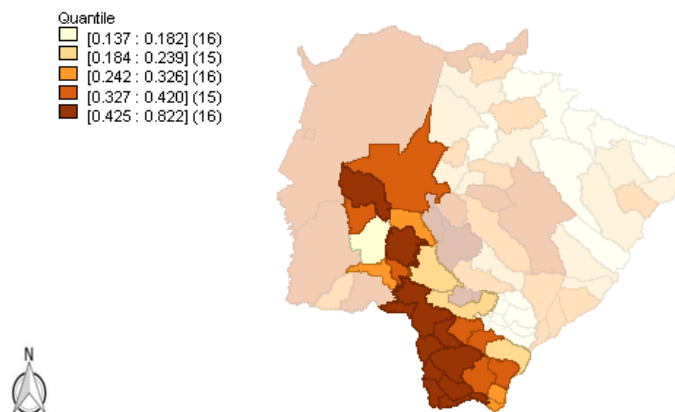 Quantile
[0.137 : 0.182] (16)
[0.184 : 0.239] (15)
[0.242 : 0.326] (16)
[0.327 : 0.420] (15)
[0.425 : 0.822] (16)
N